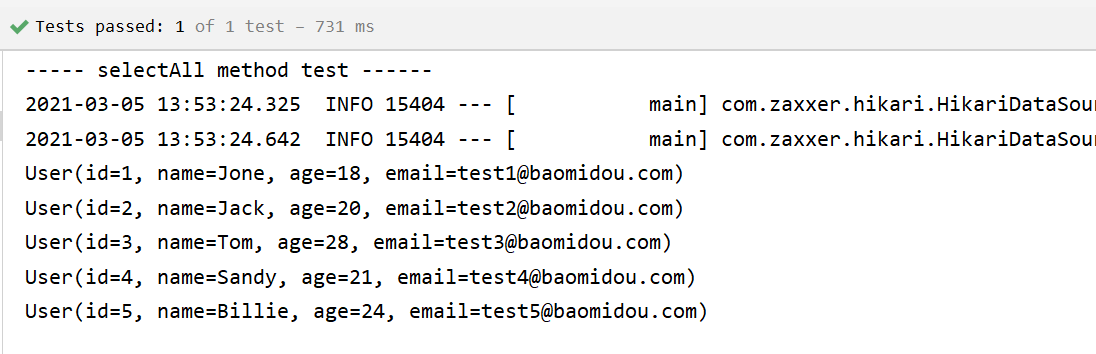 Tests passed: 1 of 1 test – 731 ms
----- selectAll method test ------
2021-03-05 13:53:24.325  INFO 15404 --- [           main] com.zaxxer.hikari.HikariDataSour
2021-03-05 13:53:24.642  INFO 15404 --- [           main] com.zaxxer.hikari.HikariDataSour
User(id=1, name=Jone, age=18, email=test1@baomidou.com)
User(id=2, name=Jack, age=20, email=test2@baomidou.com)
User(id=3, name=Tom, age=28, email=test3@baomidou.com)
User(id=4, name=Sandy, age=21, email=test4@baomidou.com)
User(id=5, name=Billie, age=24, email=test5@baomidou.com)